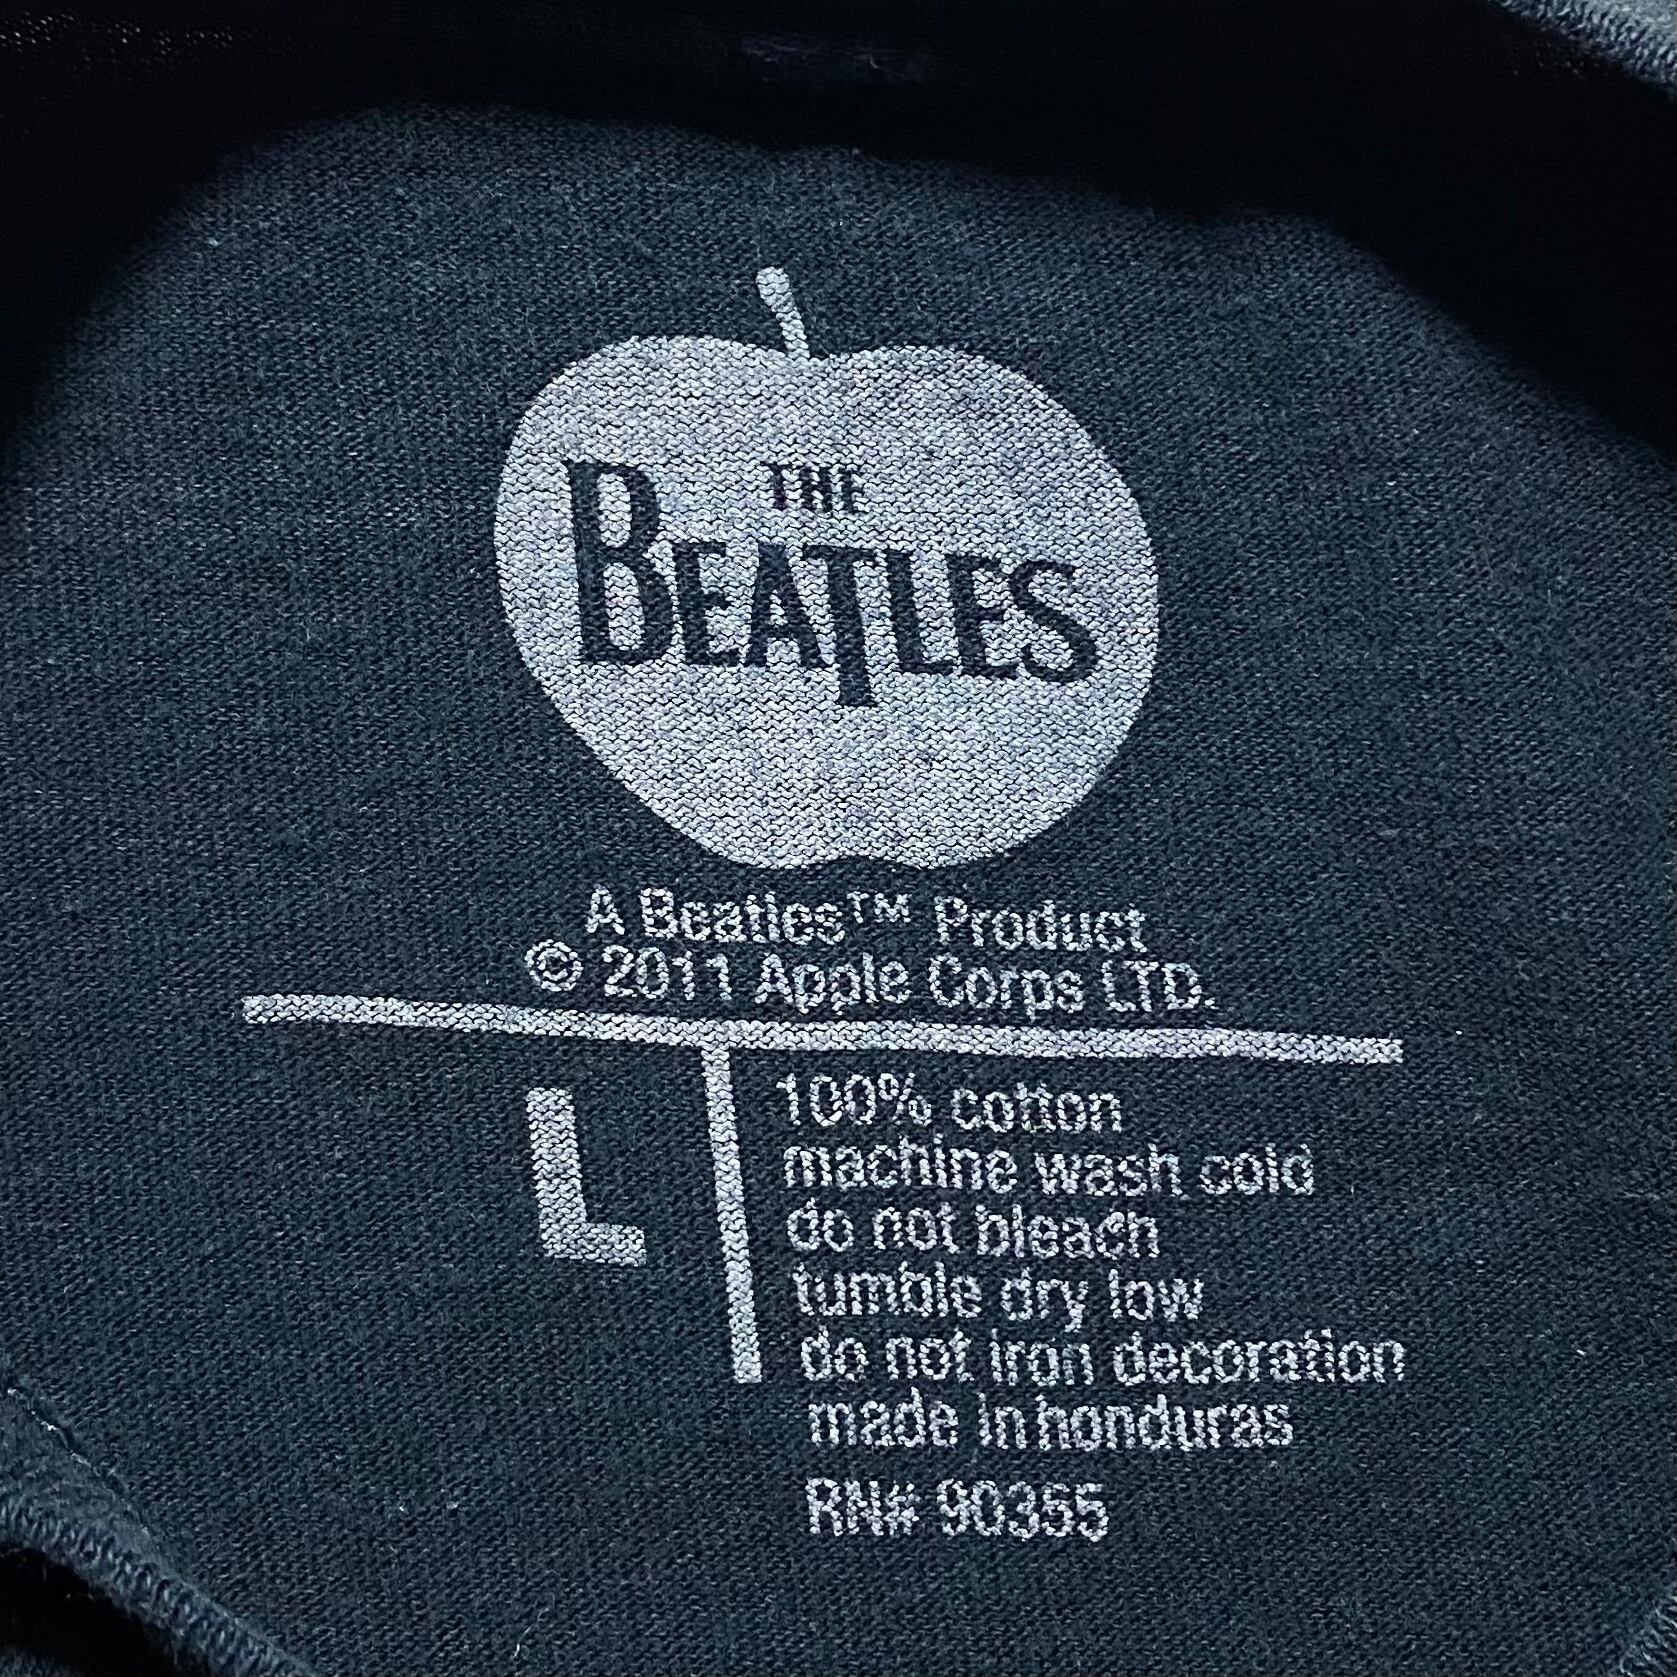 THE
BEATLES
A Beatles™ Product
© 2011 Apple Corps LTD.
L
100% cotton
machine wash cold
do not bleach
tumble dry low
do not iron decoration
made in honduras
RN# 90355